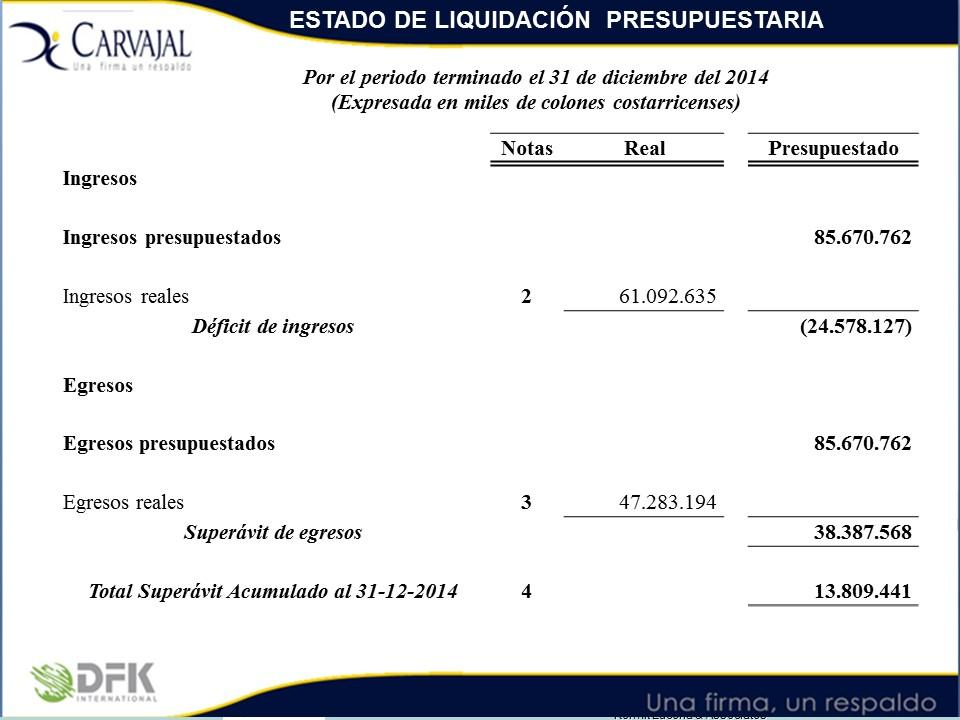 ESTADO DE LIQUIDACIÓN PRESUPUESTARIA
CARVAJAL
Una firma un respaldo
Por el periodo terminado el 31 de diciembre del 2014
(Expresada en miles de colones costarricenses)
Notas Real Presupuestado
Ingresos
Ingresos presupuestados 85.670.762
Ingresos reales 2 61.092.635
Déficit de ingresos (24.578.127)
Egresos
Egresos presupuestados 85.670.762
Egresos reales 3 47.283.194
Superávit de egresos 38.387.568
Total Superávit Acumulado al 31-12-2014 4 13.809.441
DFK
INTERNATIONAL
Una firma, un respaldo